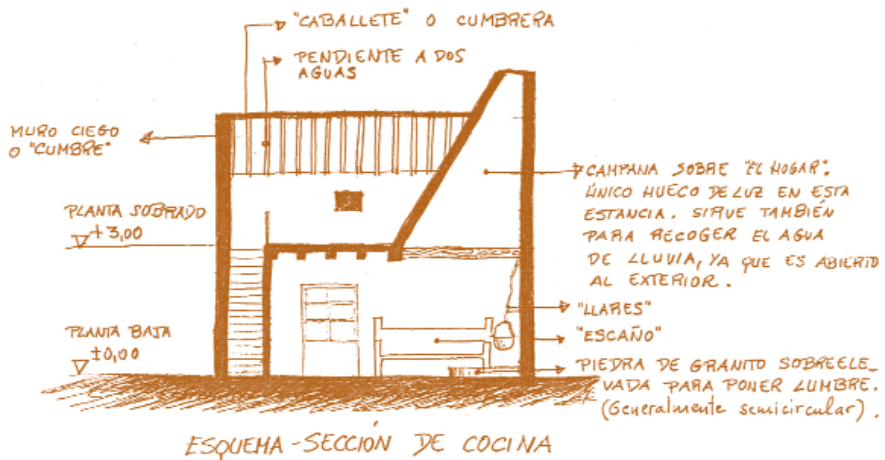 "CABALLETE" O CUMBRERA
PENDIENTE A DOS
AGUAS
MURO CIEGO
O "CUMBRE"
CAMPANA SOBRE "EL HOGAR".
ÚNICO HUECO DE LUZ EN ESTA
ESTANCIA. SIRVE TAMBIÉN
PARA RECOGER EL AGUA
DE LLUVIA, YA QUE ES ABIERTO
AL EXTERIOR.
PLANTA SOBRADO
+3,00
"LLARES"
"ESCAÑO"
PLANTA BAJA
±0,00
PIEDRA DE GRANITO SOBREELE_
VADA PARA PONER LUMBRE.
(Generalmente semicircular).
ESQUEMA-SECCIÓN DE COCINA